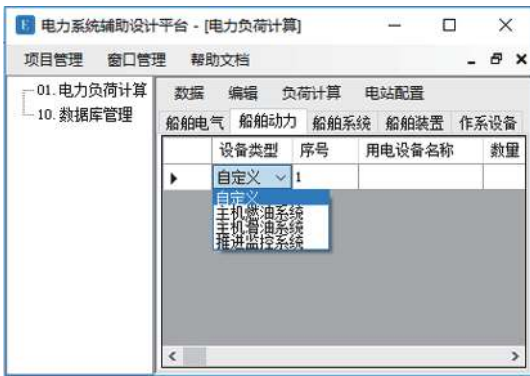 E 电力系统辅助设计平台 - [电力负荷计算]
项目管理 窗口管理 帮助文档
01. 电力负荷计算
10. 数据库管理
数据 编辑 负荷计算 电站配置
船舶电气 船舶动力 船舶系统 船舶装置 作系设备
设备类型 序号 用电设备名称 数量
自定义 1
自定义
主机燃油系统
主机滑油系统
推进监控系统